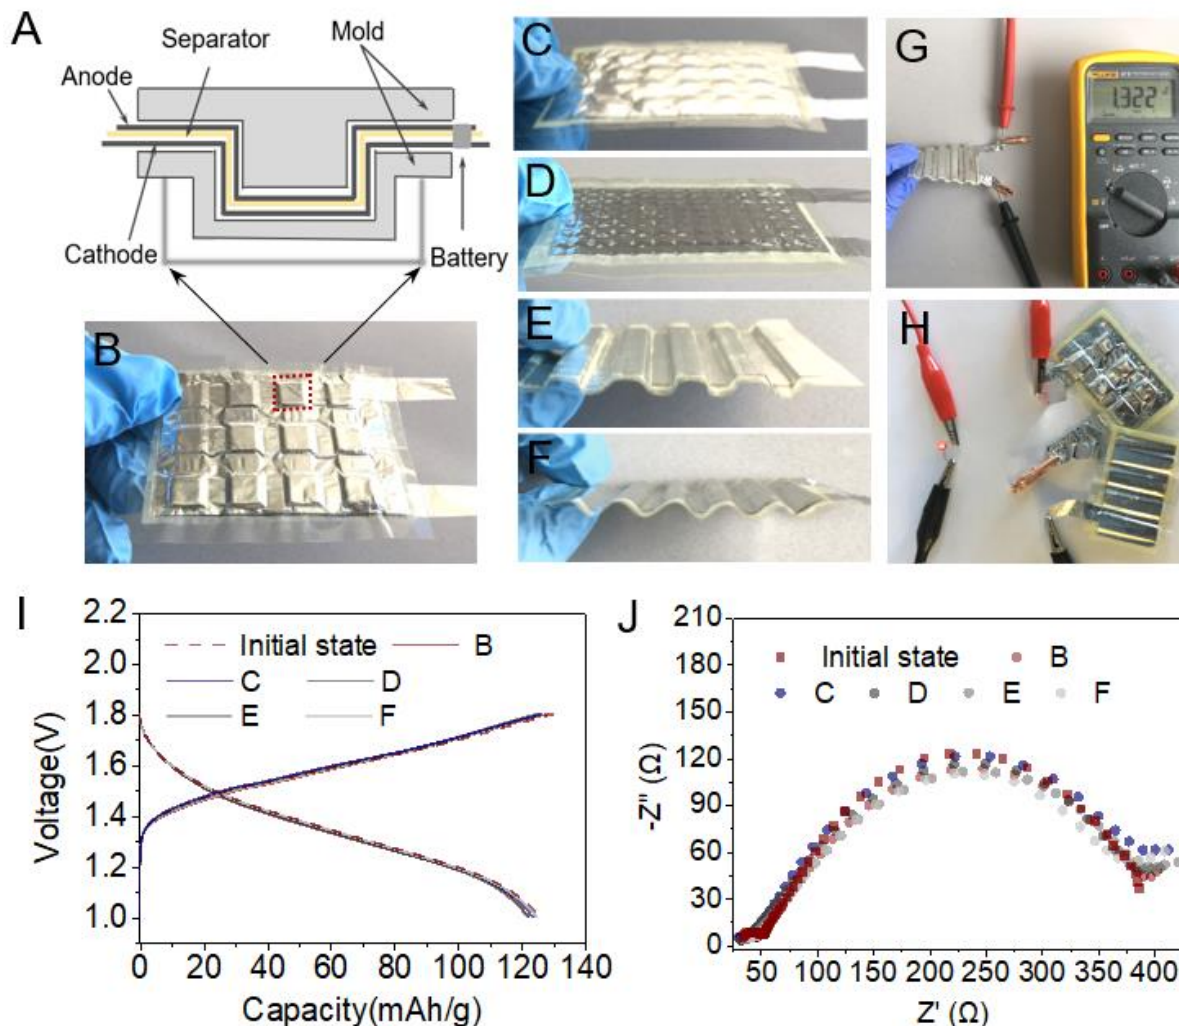 A
Separator
Mold
Anode
Cathode
Battery
B
C
D
E
F
G
1.322
H
I
2.2
2.0
1.8
1.6
1.4
1.2
1.0
Voltage(V)
Initial state B
C D
E F
0 20 40 60 80 100 120 140
Capacity(mAh/g)
J
210
180
150
120
90
60
30
0
-Z'' (Ω)
Initial state B
C D E F
50 100 150 200 250 300 350 400
Z' (Ω)